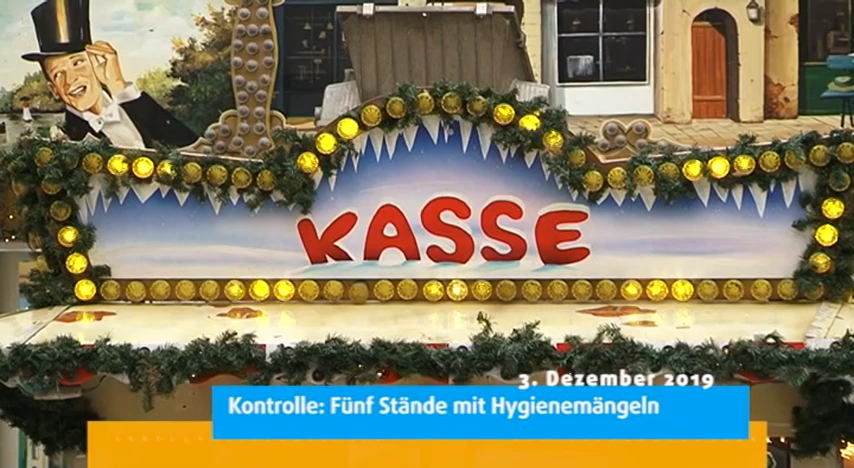 KASSE
3. Dezember 2019
Kontrolle: Fünf Stände mit Hygienemängeln